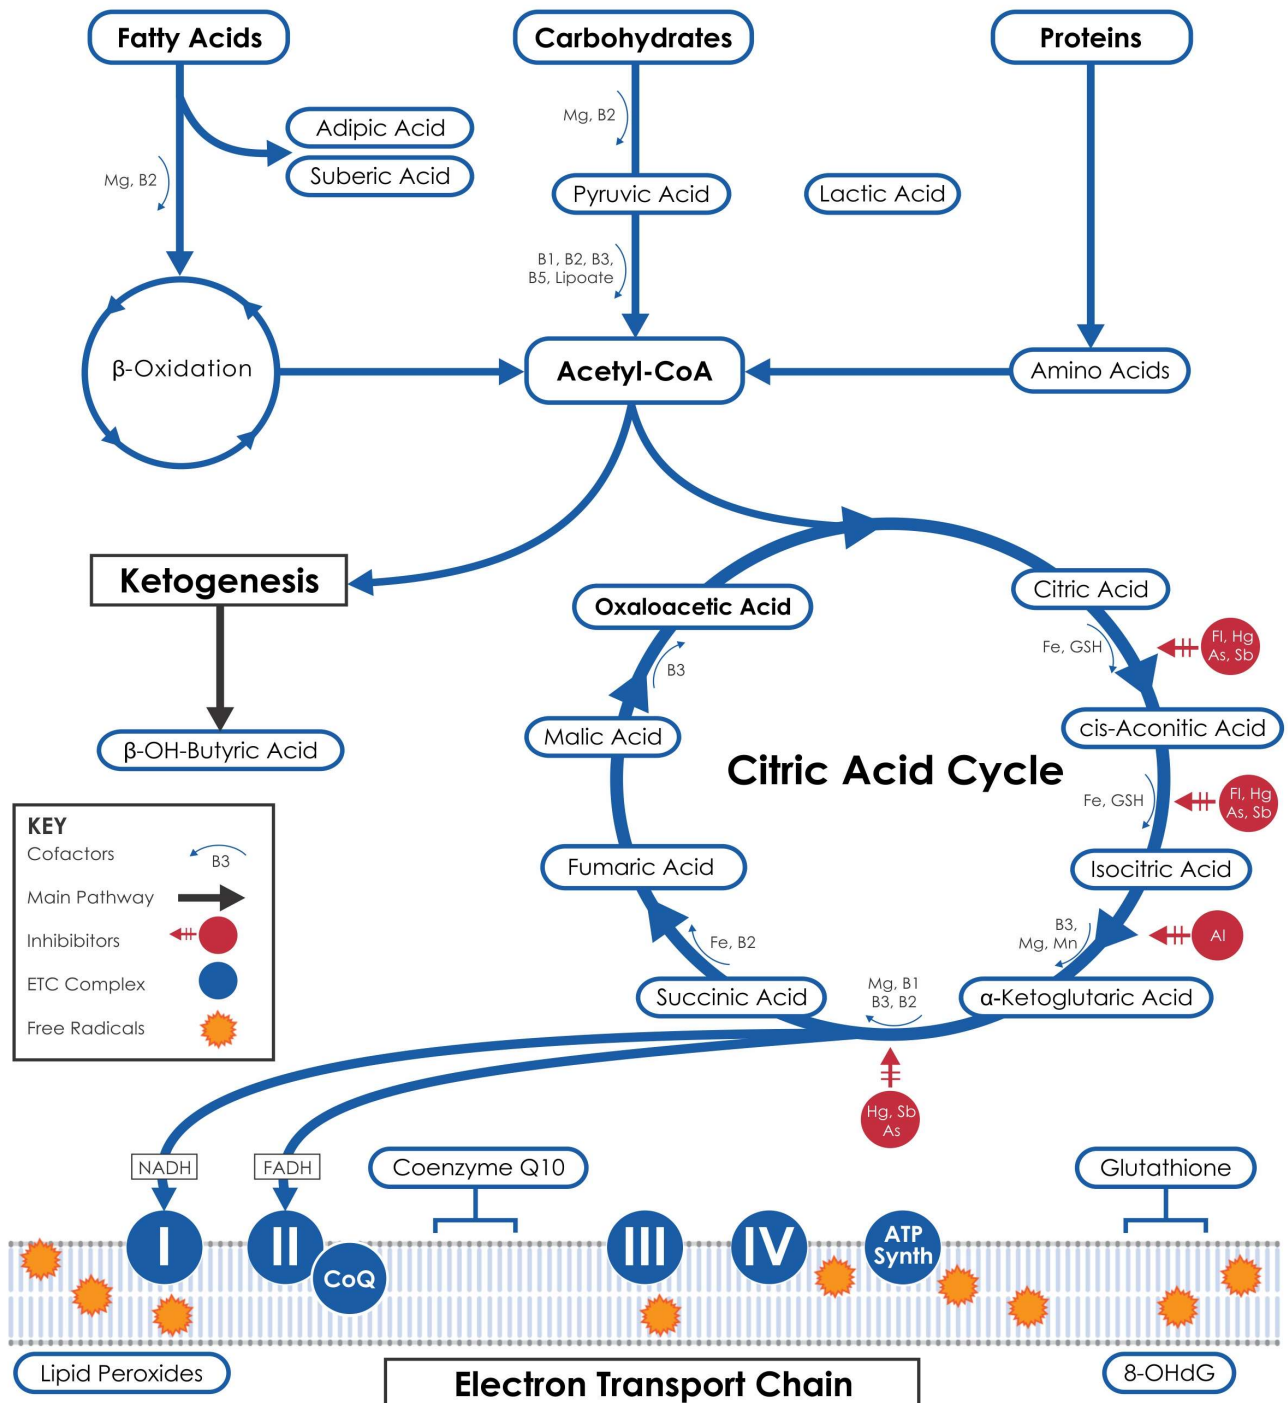 Fatty Acids
Carbohydrates
Proteins
Adipic Acid
Suberic Acid
Mg, B2
Mg, B2
Pyruvic Acid
Lactic Acid
B1, B2, B3,
B5, Lipoate
β-Oxidation
Acetyl-CoA
Amino Acids
Ketogenesis
β-OH-Butyric Acid
Oxaloacetic Acid
Citric Acid
Fe, GSH
Fl, Hg
As, Sb
B3
Malic Acid
cis-Aconitic Acid
Citric Acid Cycle
Fe, GSH
Fl, Hg
As, Sb
Fumaric Acid
Isocitric Acid
B3,
Mg, Mn
Al
Fe, B2
Succinic Acid
Mg, B1
B3, B2
α-Ketoglutaric Acid
Hg, Sb
As
KEY
Cofactors
B3
Main Pathway
Inhibibitors
ETC Complex
Free Radicals
NADH
FADH
Coenzyme Q10
Glutathione
I
II
CoQ
III
IV
ATP
Synth
Lipid Peroxides
Electron Transport Chain
8-OHdG